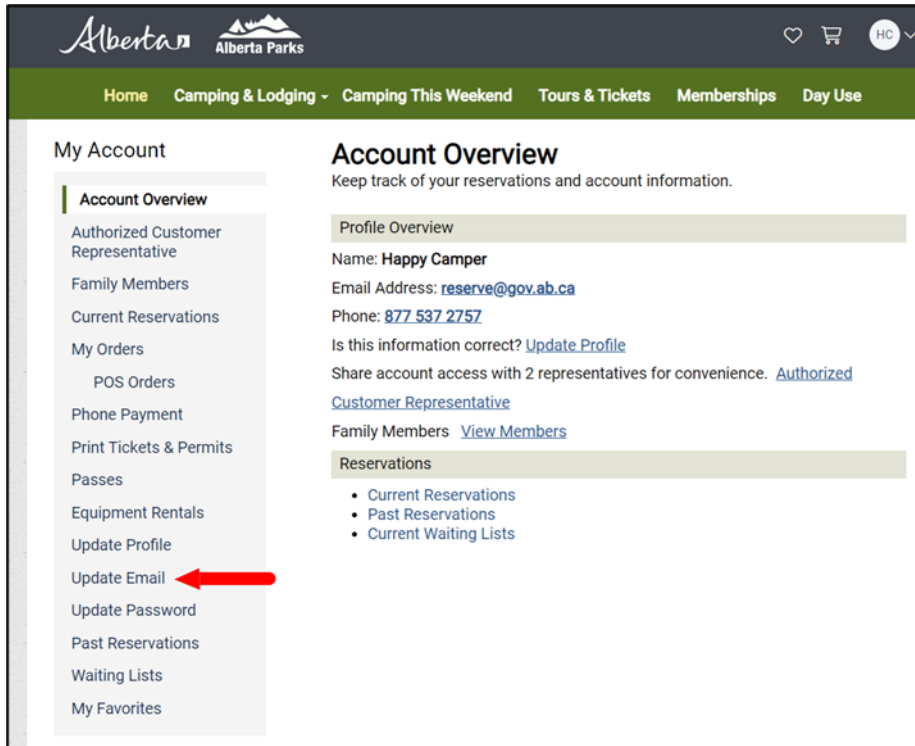 Alberta
Alberta Parks
HC
Home Camping & Lodging Camping This Weekend Tours & Tickets Memberships Day Use
My Account
Account Overview
Authorized Customer
Representative
Family Members
Current Reservations
My Orders
POS Orders
Phone Payment
Print Tickets & Permits
Passes
Equipment Rentals
Update Profile
Update Email
Update Password
Past Reservations
Waiting Lists
My Favorites
Account Overview
Keep track of your reservations and account information.
Profile Overview
Name: Happy Camper
Email Address: reserve@gov.ab.ca
Phone: 877 537 2757
Is this information correct? Update Profile
Share account access with 2 representatives for convenience. Authorized
Customer Representative
Family Members View Members
Reservations
• Current Reservations
• Past Reservations
• Current Waiting Lists